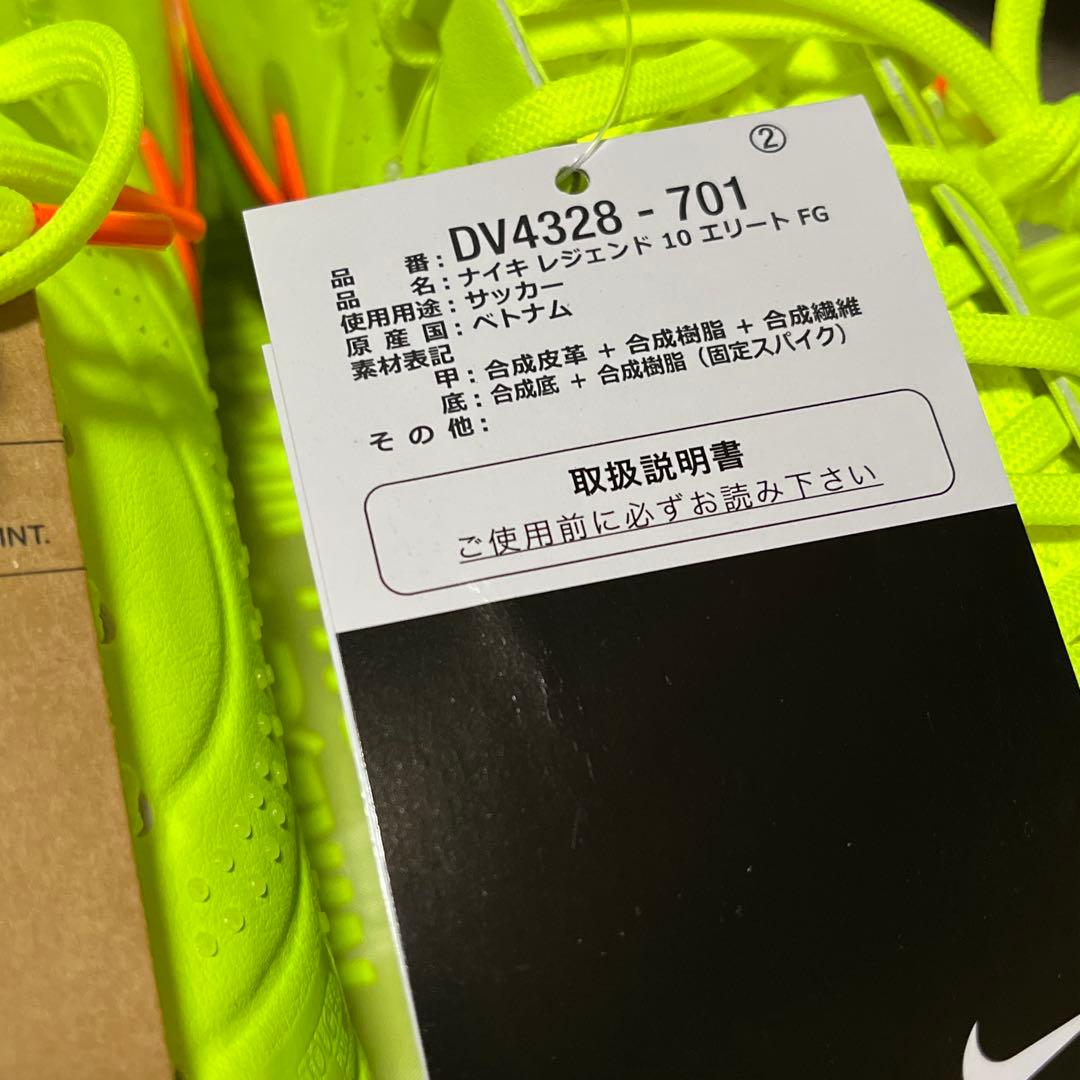 ②
品番：DV4328 - 701
品名：ナイキ レジェンド 10 エリート FG
使用用途：サッカー
原産国：ベトナム
素材表記
甲：合成皮革 + 合成樹脂 + 合成繊維
底：合成底 + 合成樹脂（固定スパイク）
その他：
取扱説明書
ご使用前に必ずお読み下さい
INT.